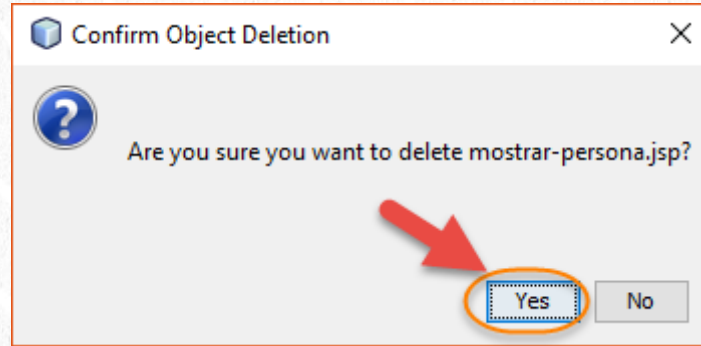 Confirm Object Deletion
Are you sure you want to delete mostrar-persona.jsp?
Yes No